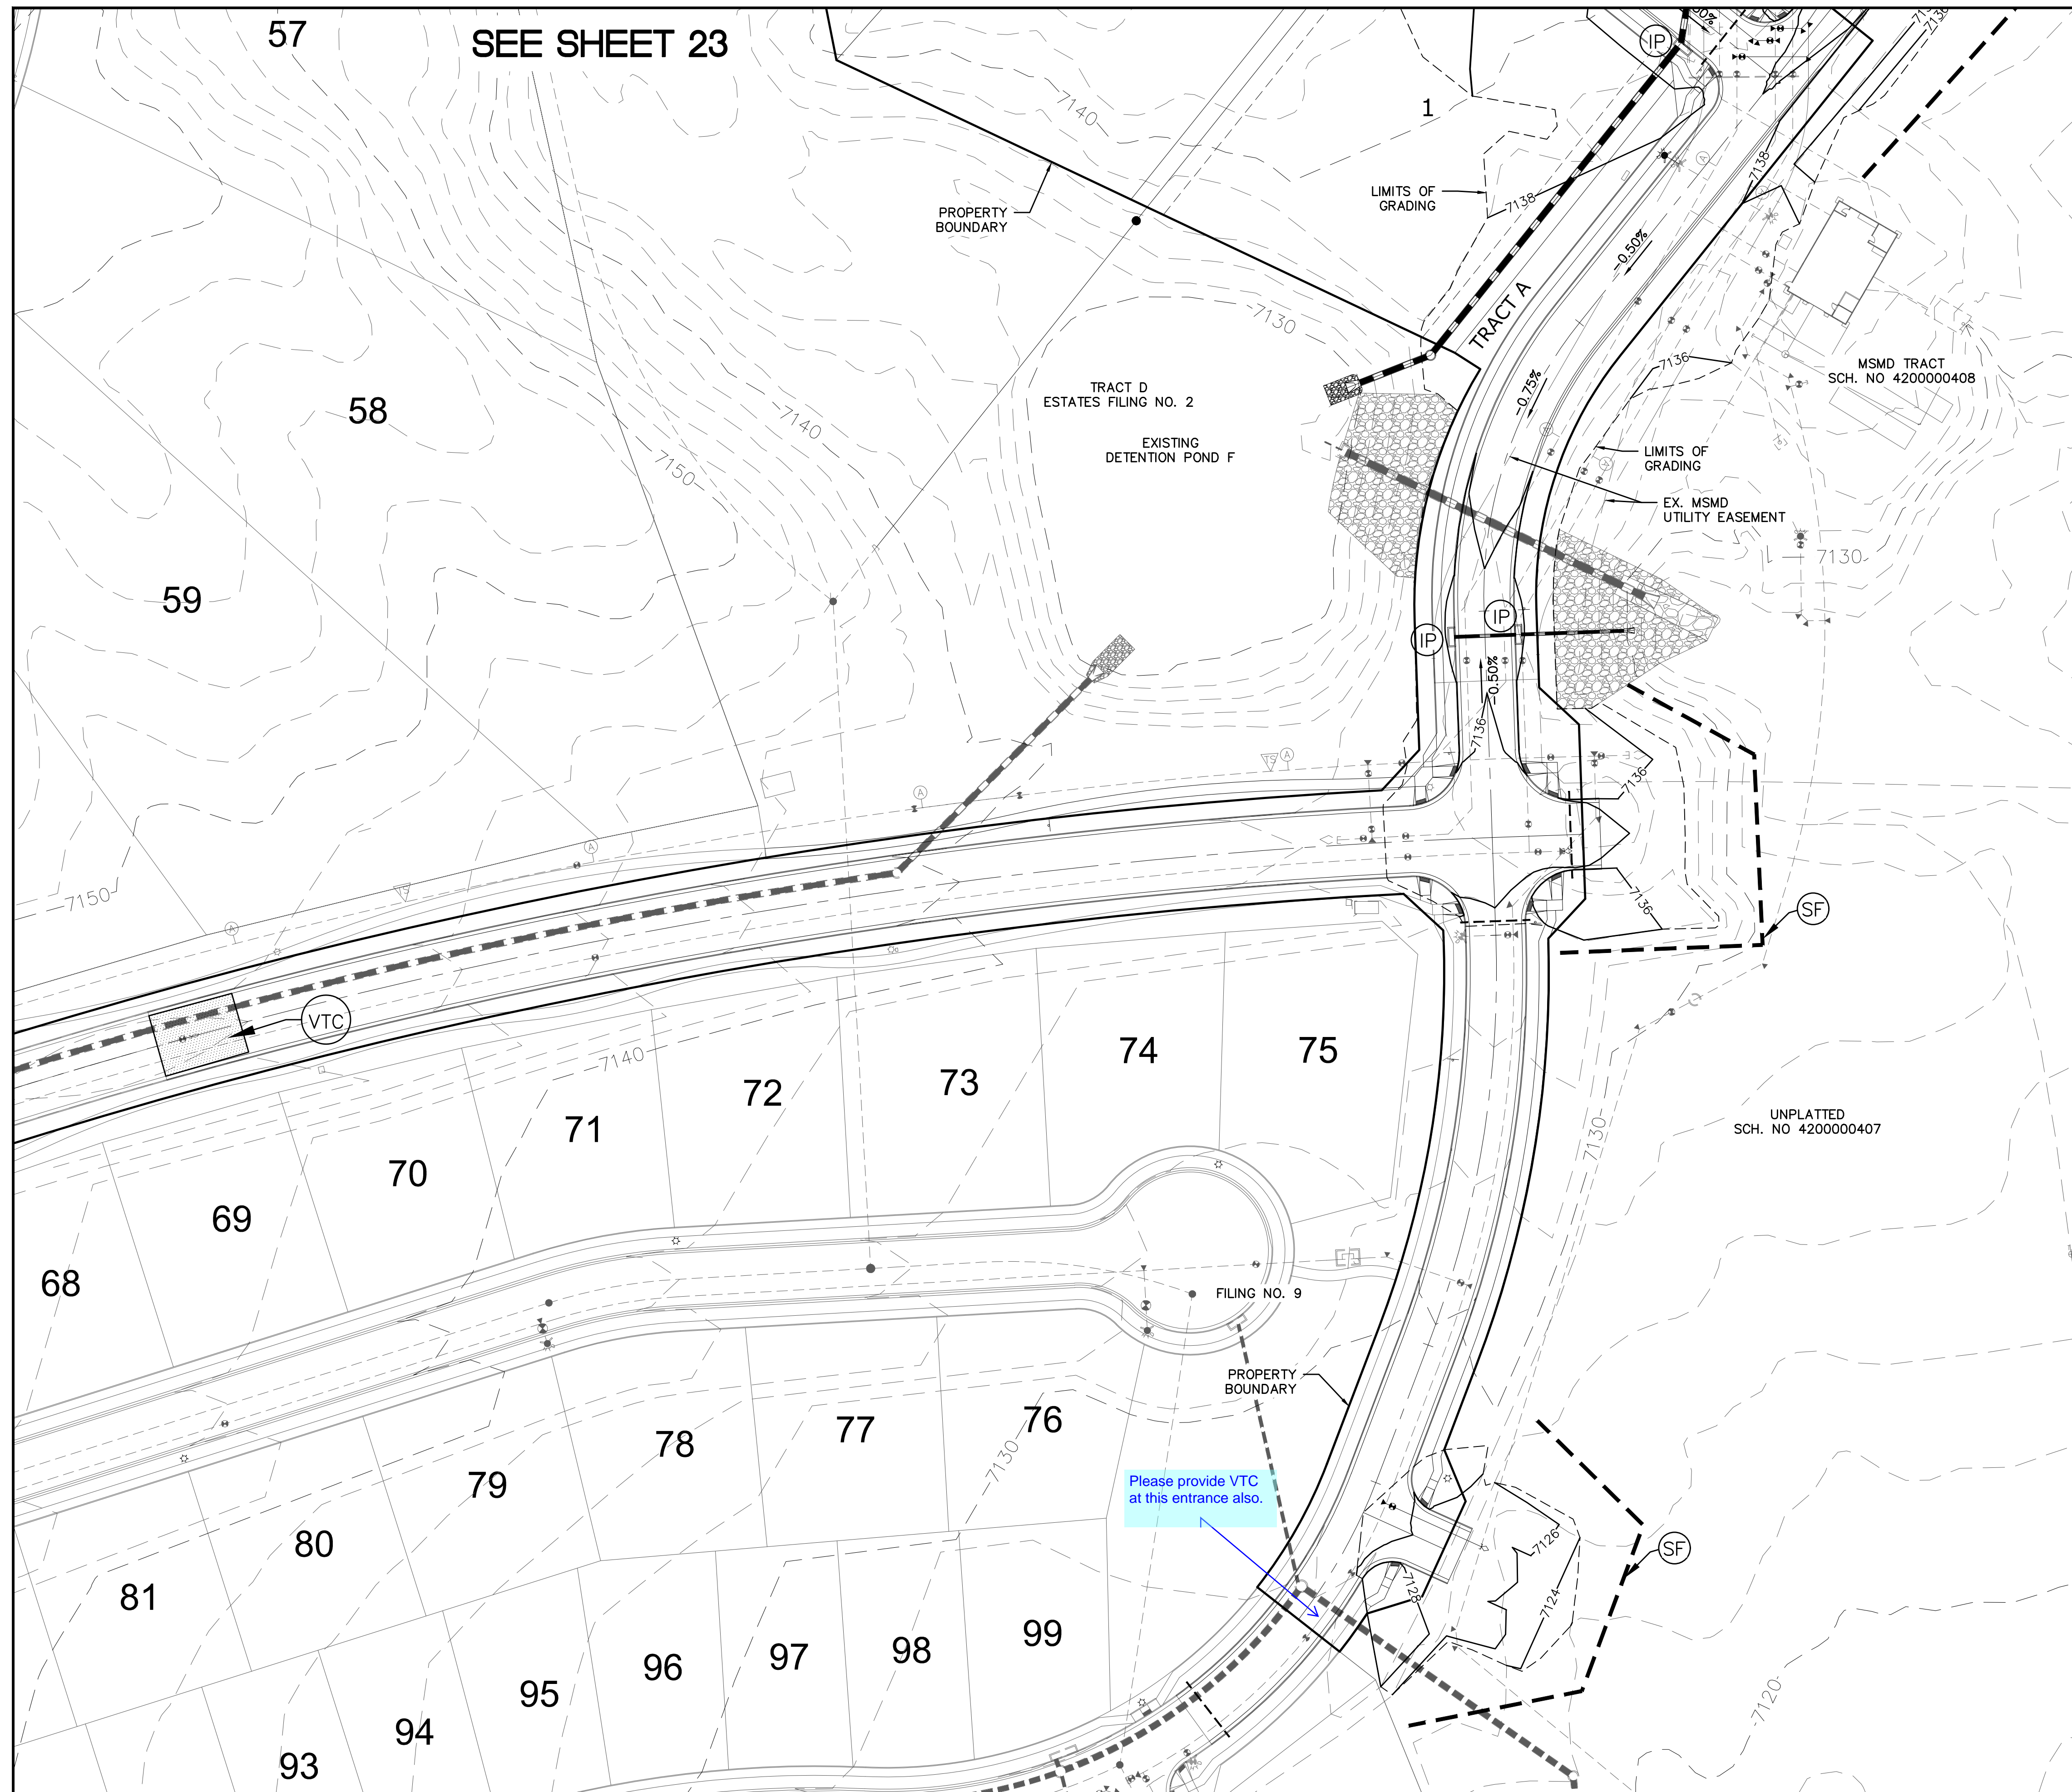 57
SEE SHEET 23
IP
7138
7138
7140
1
LIMITS OF
GRADING
7138
7138
PROPERTY
BOUNDARY
-0.50%
TRACT A
7130
7136
MSMD TRACT
SCH. NO 4200000408
-0.75%
TRACT D
ESTATES FILING NO. 2
58
7140
EXISTING
DETENTION POND F
LIMITS OF
GRADING
7150
EX. MSMD
UTILITY EASEMENT
7130
59
IP
IP
-0.50%
7136
TS
A
7136
A
A
7150
TS
A
7136
SF
VTC
7140
74
75
72
73
71
70
69
68
7130
UNPLATTED
SCH. NO 4200000407
FILING NO. 9
PROPERTY
BOUNDARY
76
77
78
79
7130
Please provide VTC
at this entrance also.
80
81
7126
SF
7128
7124
99
98
97
96
95
94
93
7120